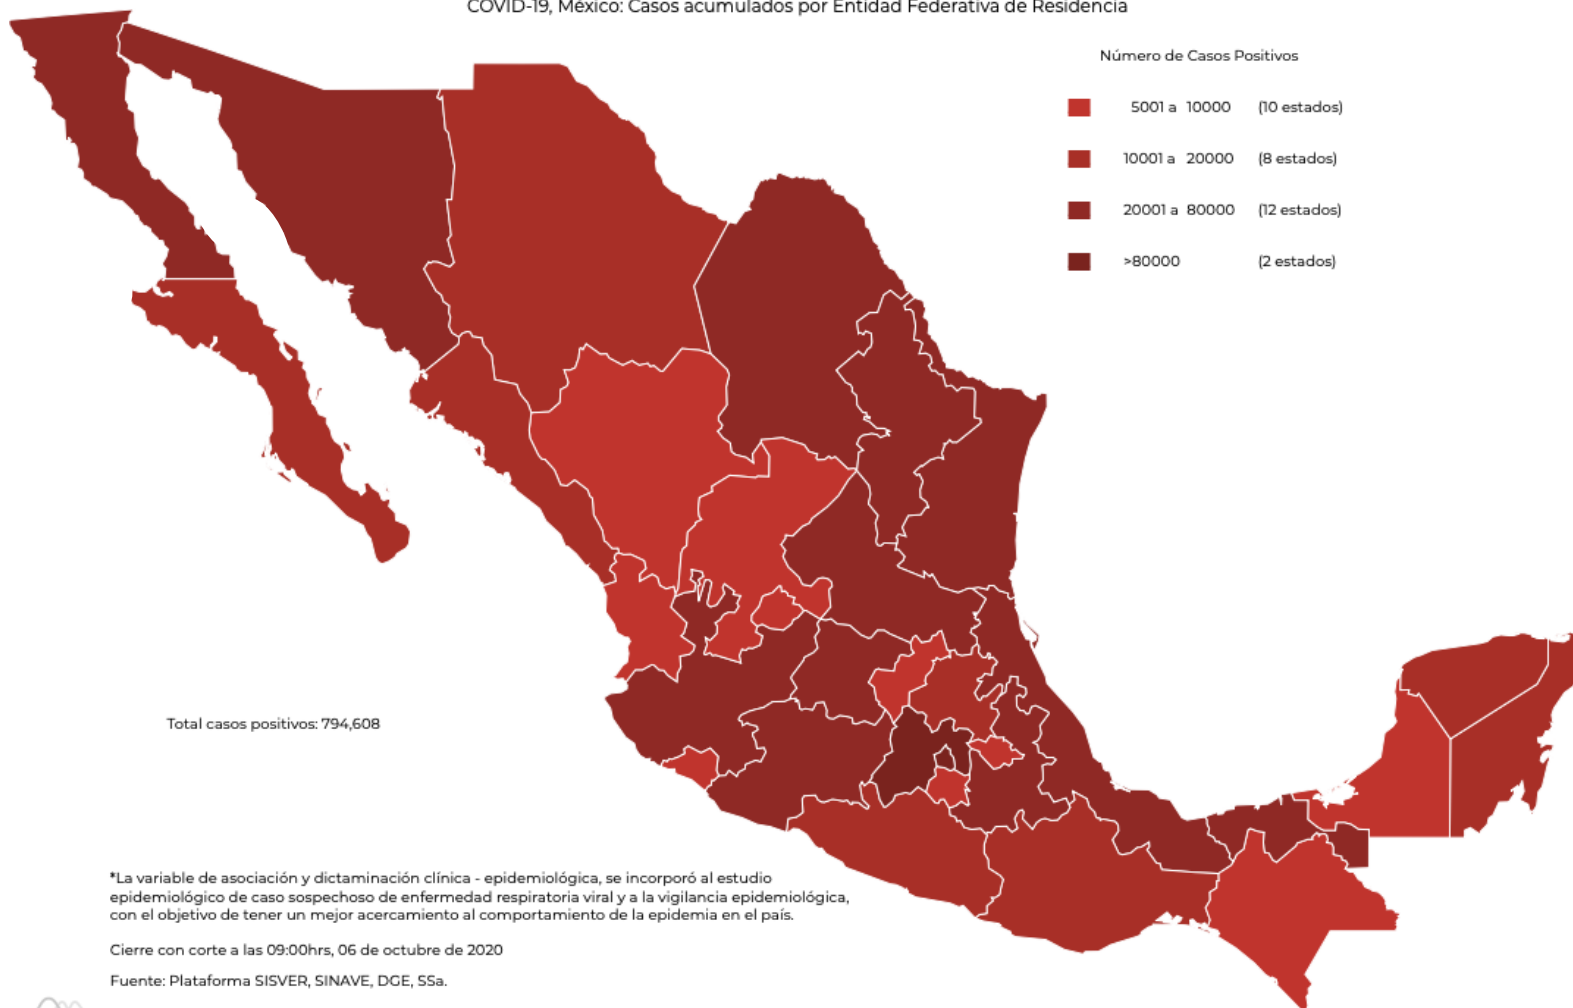 COVID-19, México: Casos acumulados por Entidad Federativa de Residencia
Número de Casos Positivos
5001 a 10000 (10 estados)
10001 a 20000 (8 estados)
20001 a 80000 (12 estados)
>80000 (2 estados)
Total casos positivos: 794,608
*La variable de asociación y dictaminación clínica - epidemiológica, se incorporó al estudio
epidemiológico de caso sospechoso de enfermedad respiratoria viral y a la vigilancia epidemiológica,
con el objetivo de tener un mejor acercamiento al comportamiento de la epidemia en el país.
Cierre con corte a las 09:00hrs, 06 de octubre de 2020
Fuente: Plataforma SISVER, SINAVE, DGE, SSa.